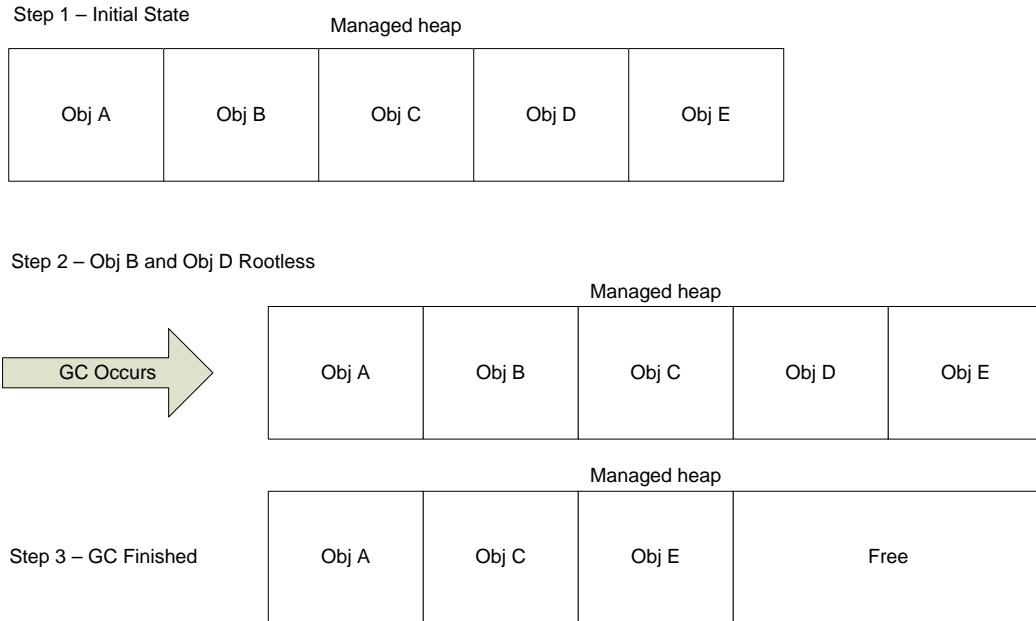 Step 1 – Initial State
Managed heap
Obj A Obj B Obj C Obj D Obj E
Step 2 – Obj B and Obj D Rootless
Managed heap
GC Occurs Obj A Obj B Obj C Obj D Obj E
Managed heap
Step 3 – GC Finished Obj A Obj C Obj E Free